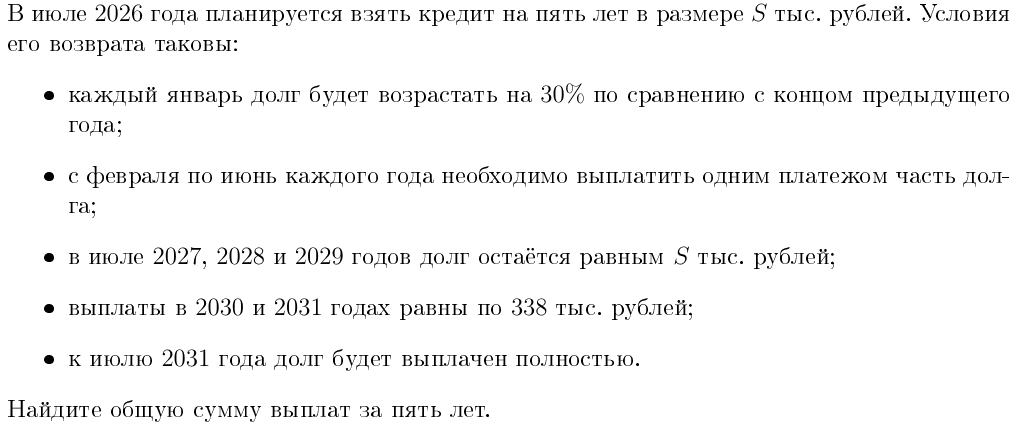 В июле 2026 года планируется взять кредит на пять лет в размере S тыс. рублей. Условия
его возврата таковы:
• каждый январь долг будет возрастать на 30% по сравнению с концом предыдущего
года;
• с февраля по июнь каждого года необходимо выплатить одним платежом часть дол-
га;
• в июле 2027, 2028 и 2029 годов долг остаётся равным S тыс. рублей;
• выплаты в 2030 и 2031 годах равны по 338 тыс. рублей;
• к июлю 2031 года долг будет выплачен полностью.
Найдите общую сумму выплат за пять лет.